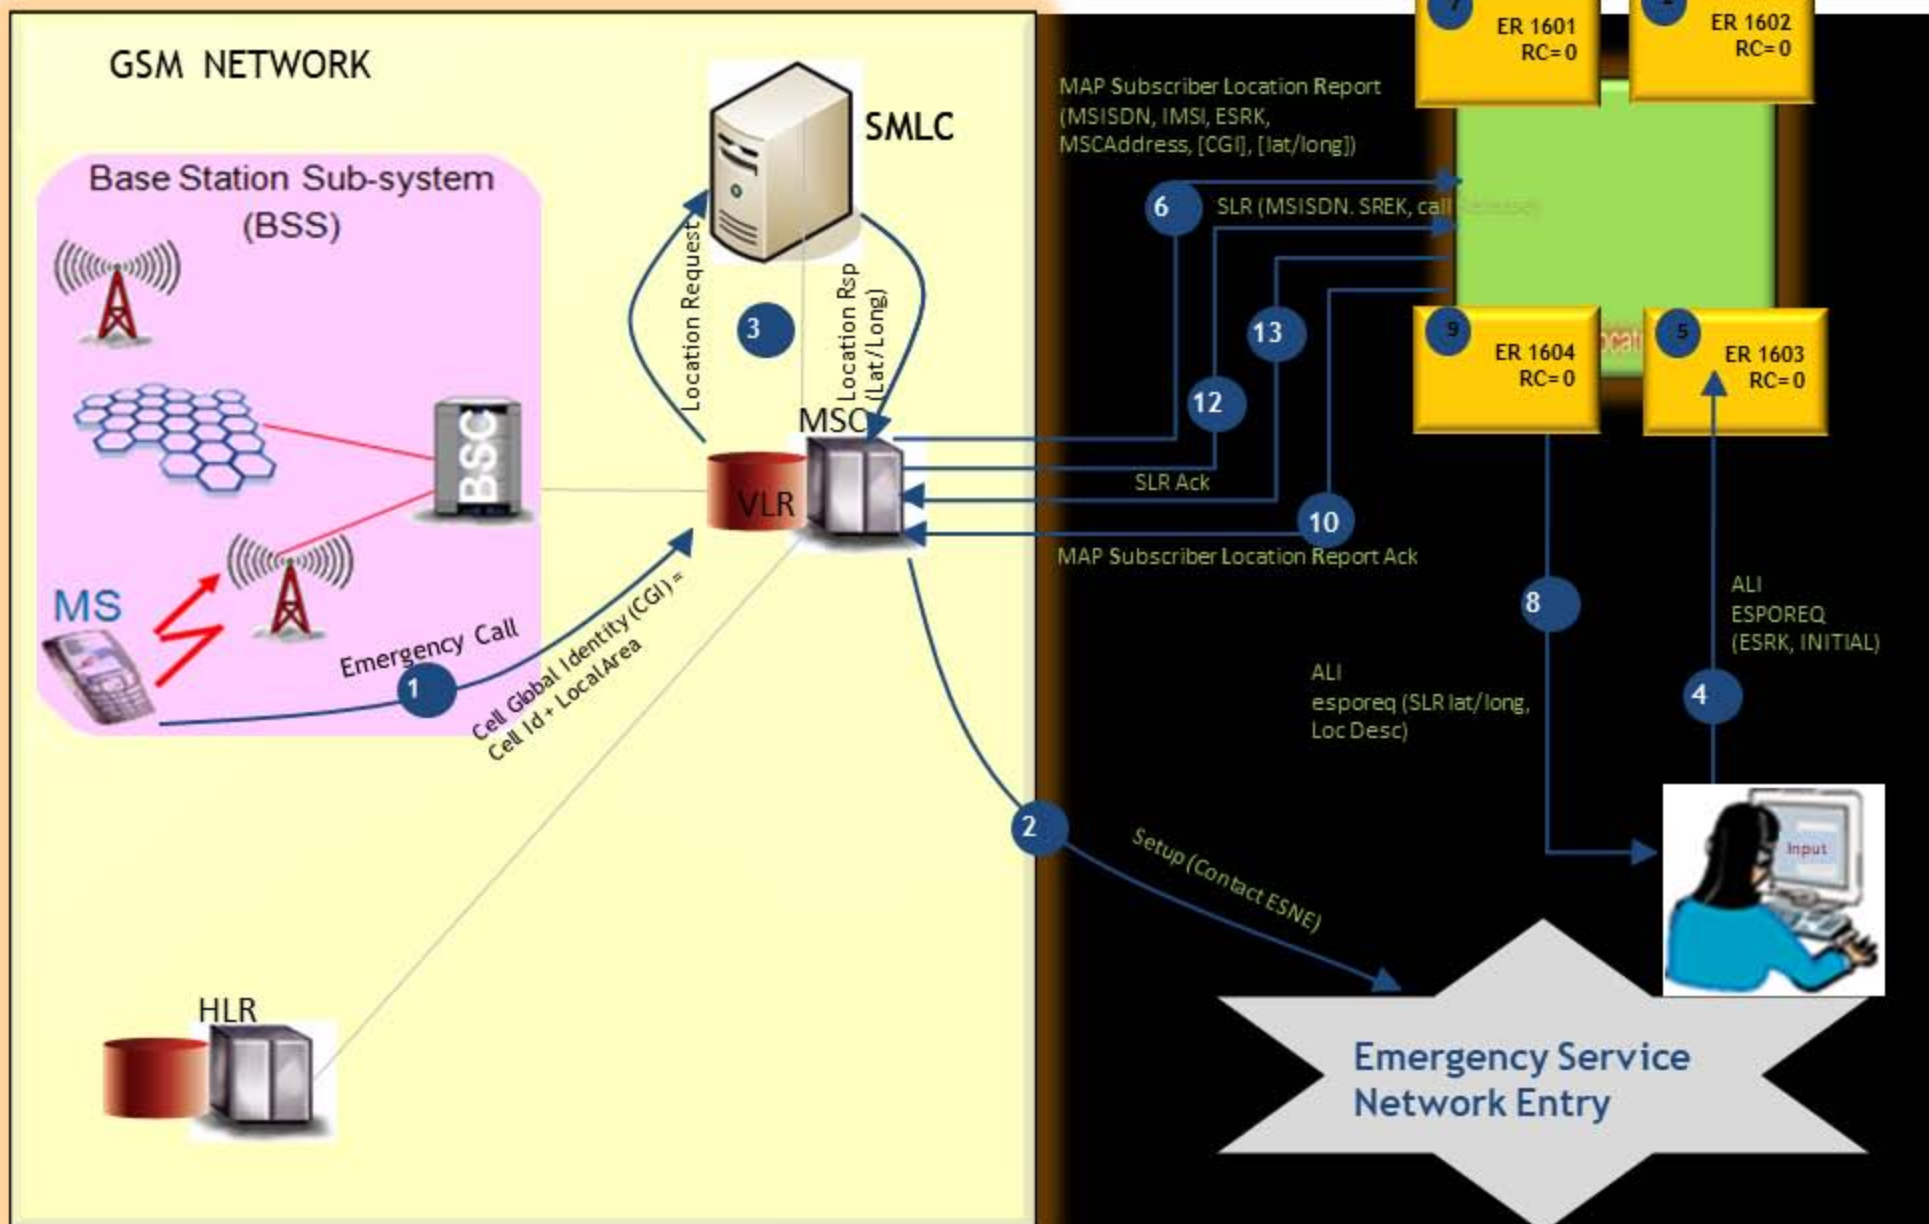 GSM NETWORK
Base Station Sub-system
(BSS)
SMLC
Location Request
3
Location Rsp
(Lat/Long)
MSC
VLR
BSC
MS
Emergency Call
1
Cell Global Identity (CGI) =
Cell Id + LocalArea
HLR
MAP Subscriber Location Report
(MSISDN, IMSI, ESRK,
MSCAddress, [CGI], [lat/long])
6
SLR (MSISDN. SREK, call
13
12
SLR Ack
10
MAP Subscriber Location Report Ack
2
Setup (Contact ESNE)
7
ER 1601
RC=0
ER 1602
RC=0
9
ER 1604
RC=0
5
ER 1603
RC=0
8
ALI
esporeq (SLR lat/long,
Loc Desc)
ALI
ESPOREQ
(ESRK, INITIAL)
4
Input
Emergency Service
Network Entry